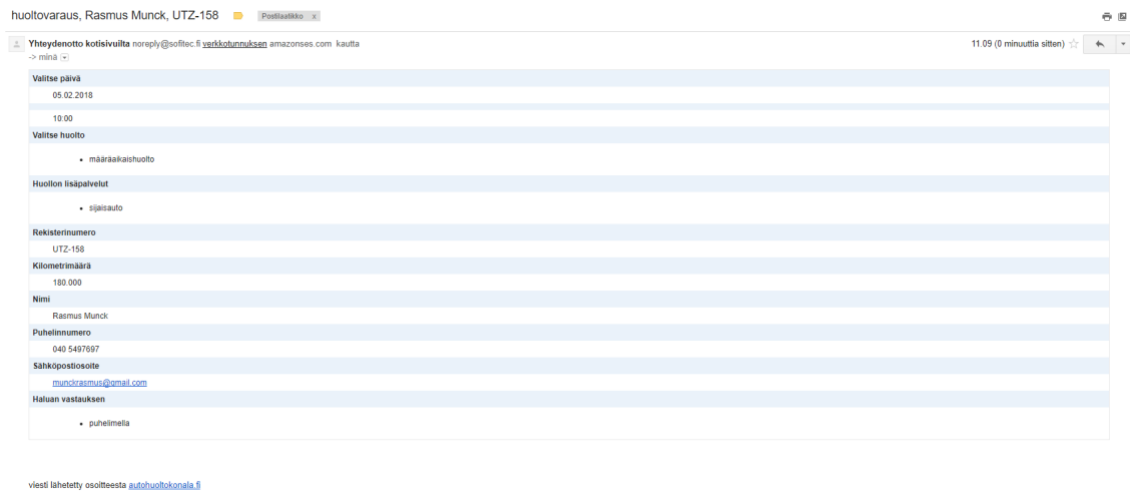 huoltovaraus, Rasmus Munck, UTZ-158 Postilaatikko x
Yhteydenotto kotisivuilta noreply@sofitec.fi verkkotunnuksen amazonses.com kautta 11.09 (0 minuuttia sitten)
-> minä
Valitse päivä
05.02.2018
10:00
Valitse huolto
• määräaikaishuolto
Huollon lisäpalvelut
• sijaisauto
Rekisterinumero
UTZ-158
Kilometrimäärä
180.000
Nimi
Rasmus Munck
Puhelinnumero
040 5497697
Sähköpostiosoite
munckrasmus@gmail.com
Haluan vastauksen
• puhelimella
viesti lähetetty osoitteesta autohuoltokonala.fi